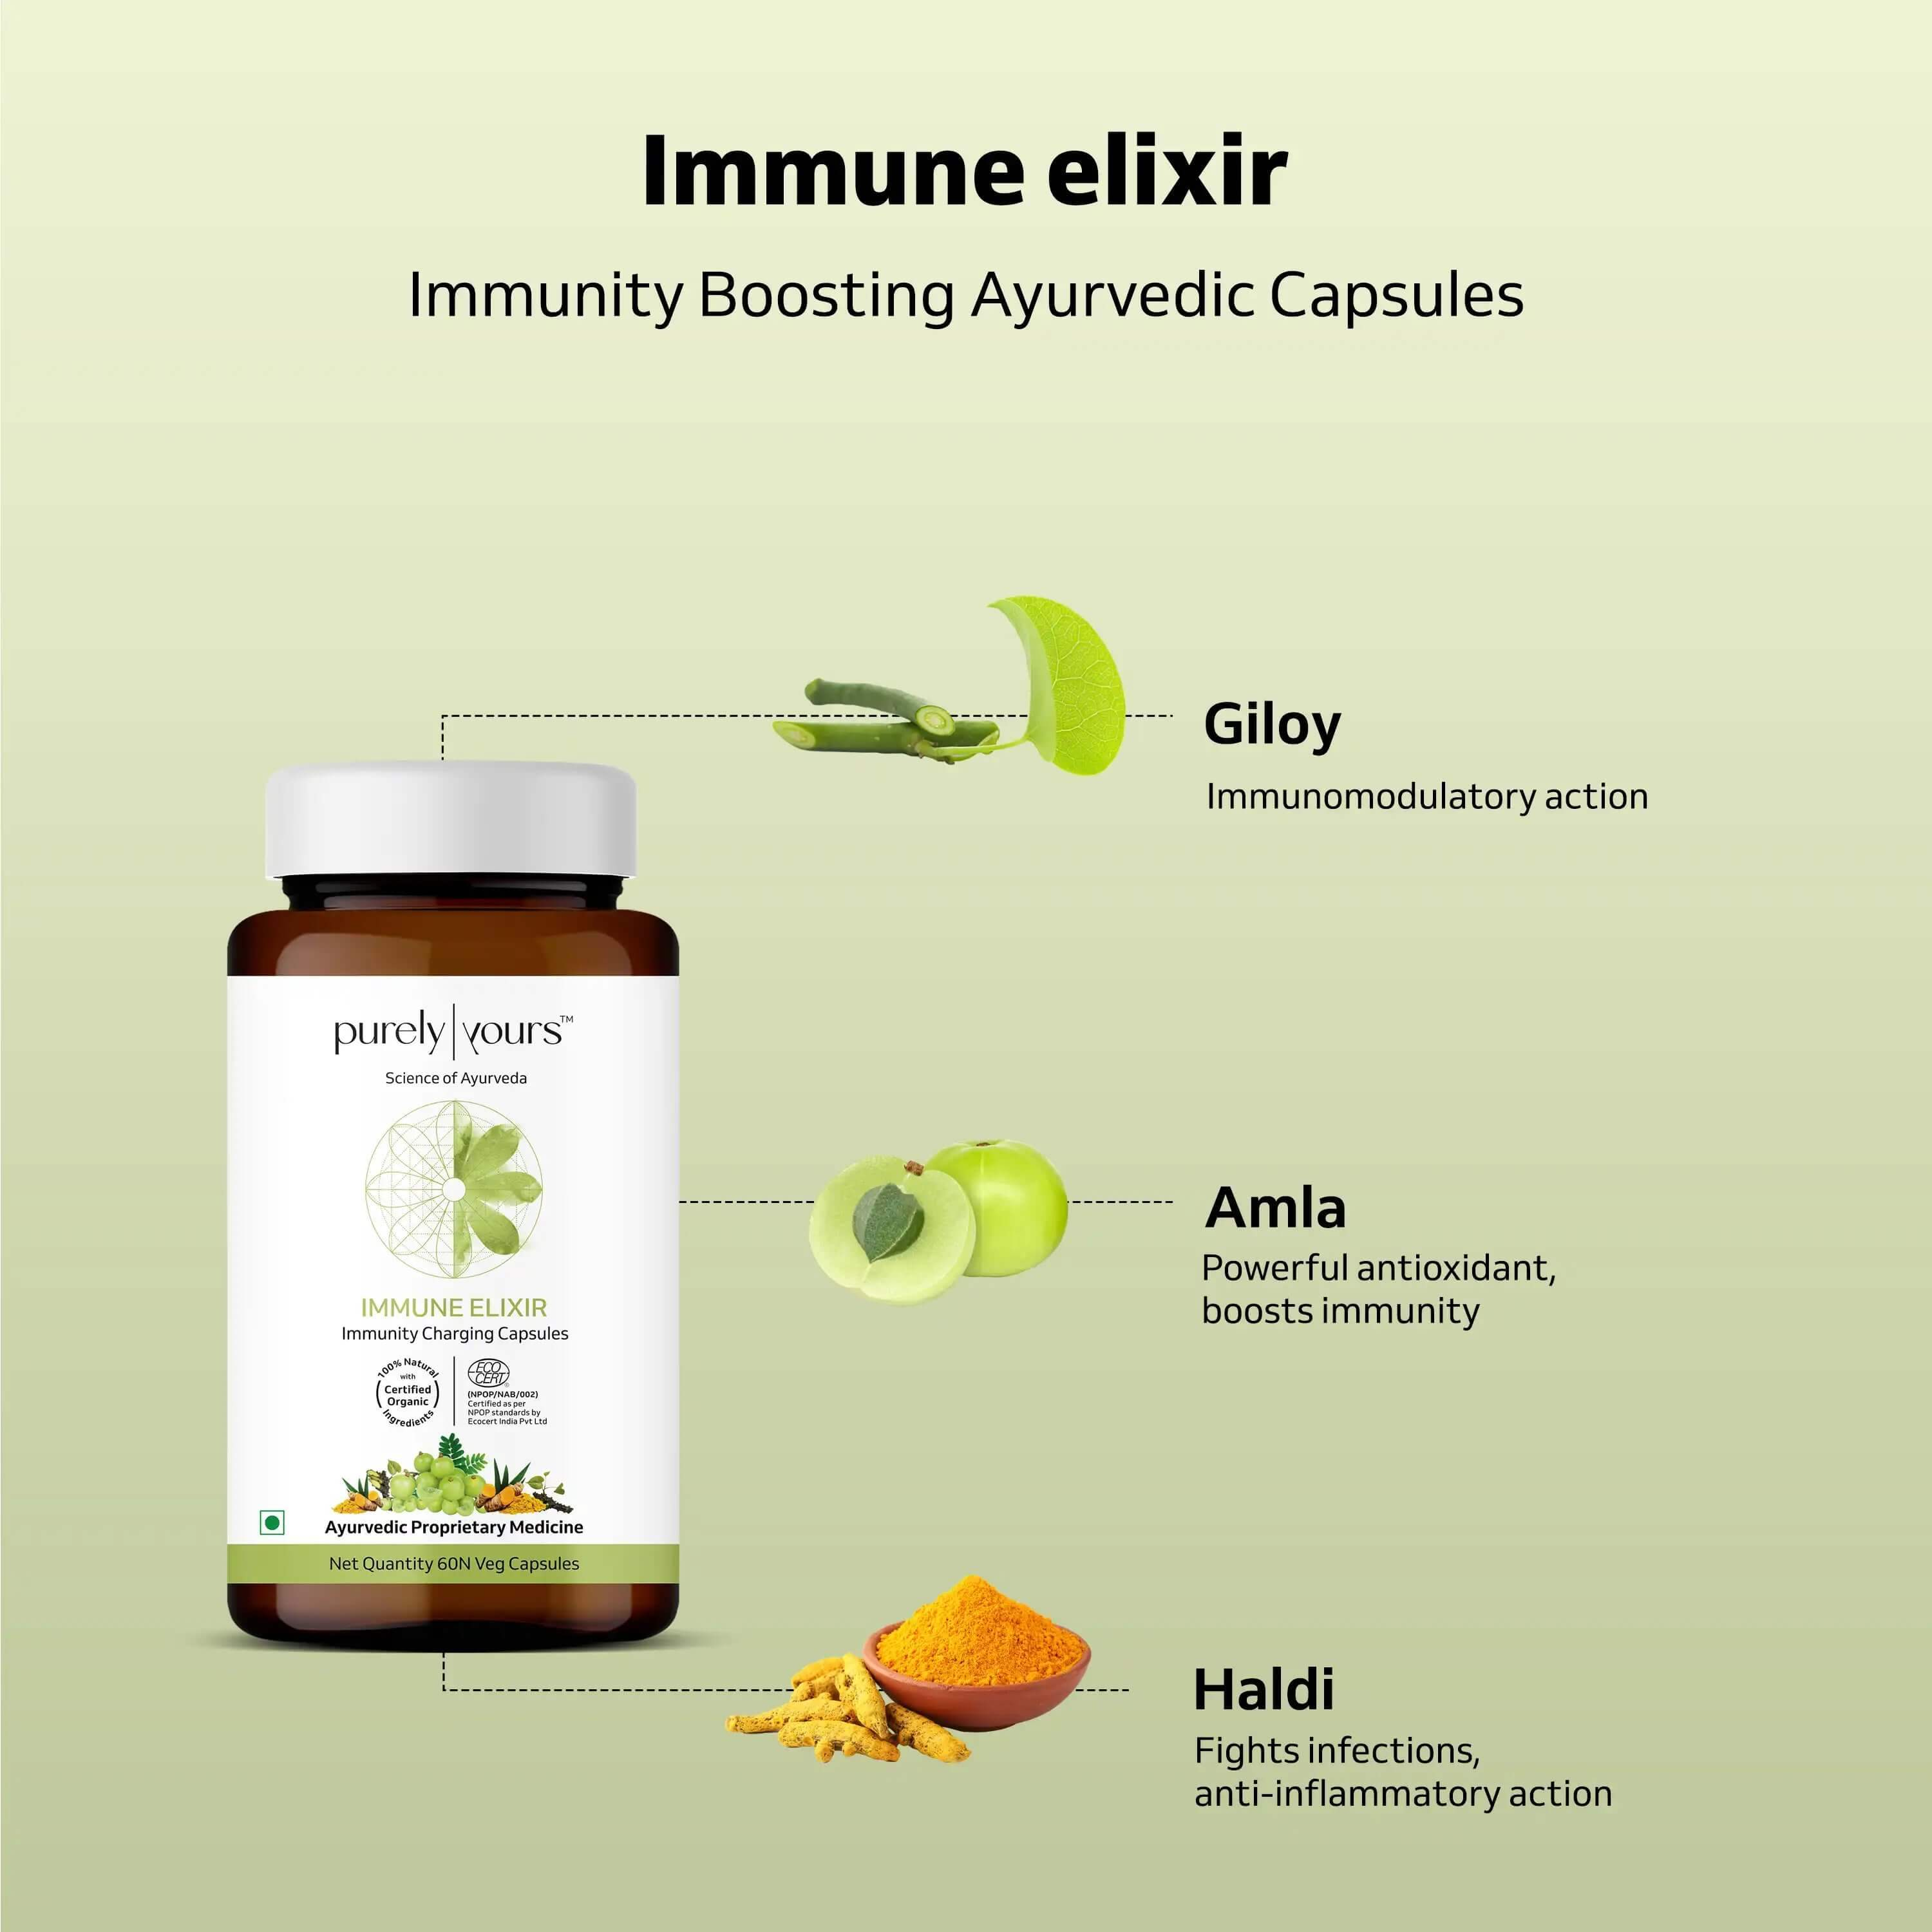 Immune elixir
Immunity Boosting Ayurvedic Capsules
Giloy
Immunomodulatory action
purely|yours™
Science of Ayurveda
IMMUNE ELIXIR
Immunity Charging Capsules
100% Natural
with
Certified
Organic
Ingredients
ECO
CERT®
(NPOP/NAB/002)
Certified as per
NPOP standards by
Ecocert India Pvt Ltd
Ayurvedic Proprietary Medicine
Net Quantity 60N Veg Capsules
Amla
Powerful antioxidant,
boosts immunity
Haldi
Fights infections,
anti-inflammatory action